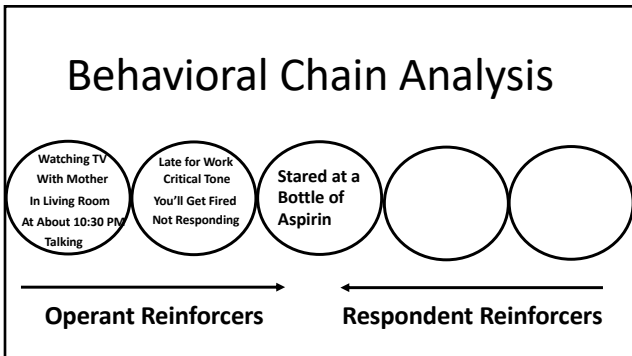 Behavioral Chain Analysis
Watching TV
With Mother
In Living Room
At About 10:30 PM
Talking
Late for Work
Critical Tone
You'll Get Fired
Not Responding
Stared at a
Bottle of
Aspirin
Operant Reinforcers
Respondent Reinforcers